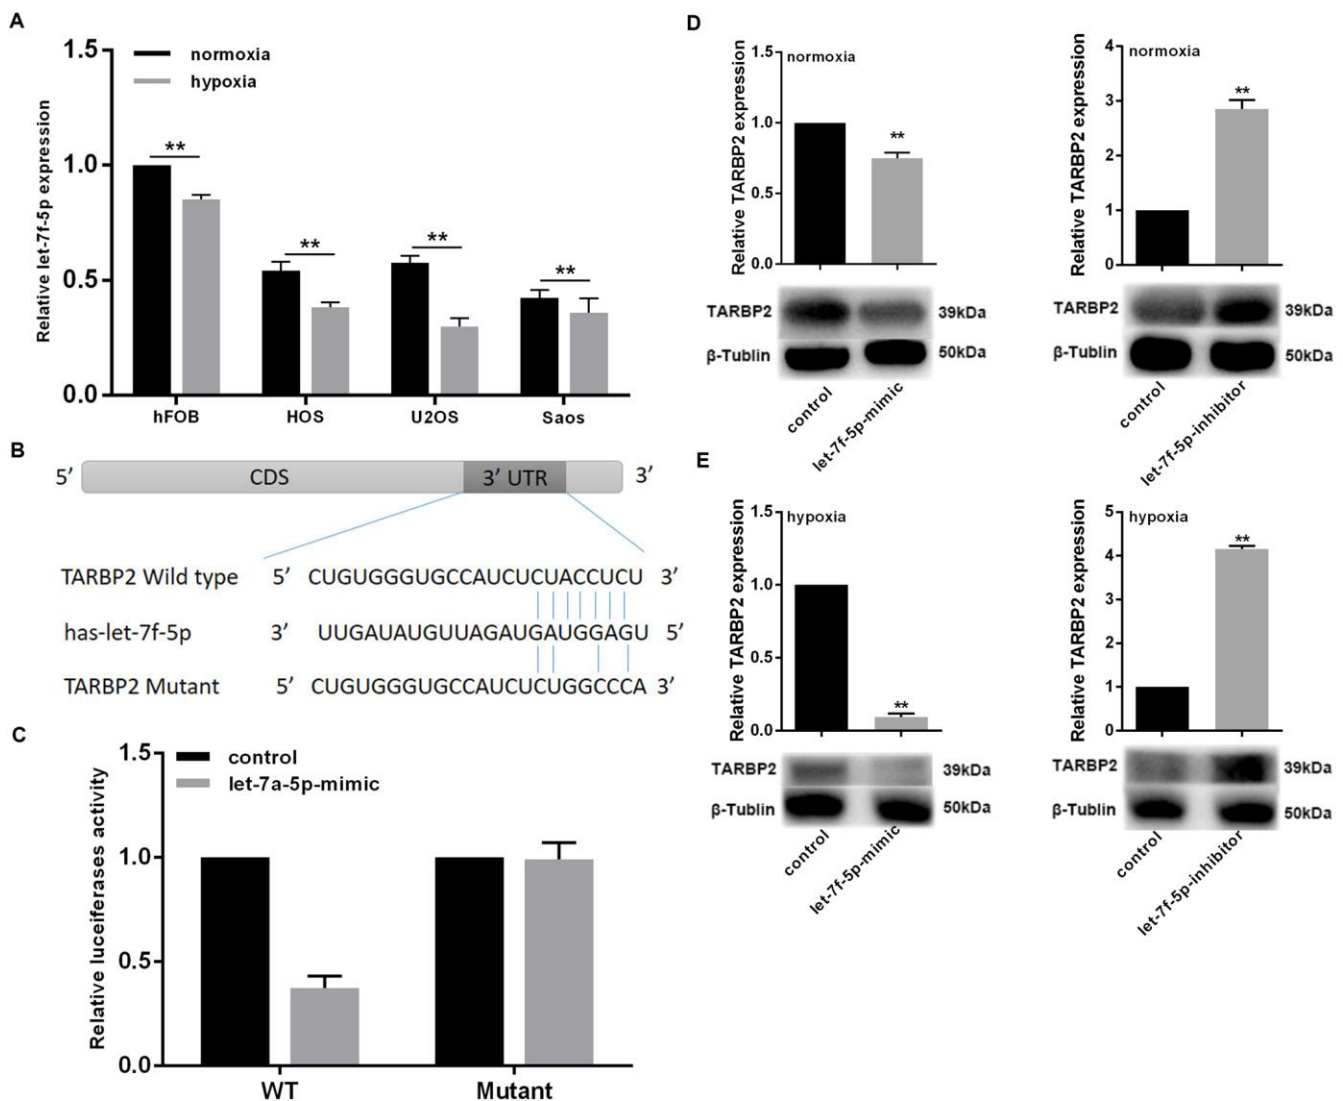 A
1.5
1.0
0.5
0.0
Relative let-7f-5p expression
normoxia
hypoxia
**
**
**
**
hFOB HOS U2OS Saos
B
5′ CDS 3′ UTR 3′
TARBP2 Wild type 5′ CUGUGGGUGCCAUCUCUACCUCU 3′
has-let-7f-5p 3′ UUGAUAUGUUAGAUGAUGGAGU 5′
TARBP2 Mutant 5′ CUGUGGGUGCCAUCUCUGGCCCA 3′
C
1.5
1.0
0.5
0.0
Relative luceiferases activity
control
let-7a-5p-mimic
WT Mutant
D
1.5
1.0
0.5
0.0
Relative TARBP2 expression
normoxia
**
TARBP2 39kDa
β-Tublin 50kDa
control let-7f-5p-mimic
4
3
2
1
0
Relative TARBP2 expression
normoxia
**
TARBP2 39kDa
β-Tublin 50kDa
control let-7f-5p-inhibitor
E
1.5
1.0
0.5
0.0
Relative TARBP2 expression
hypoxia
**
TARBP2 39kDa
β-Tublin 50kDa
control let-7f-5p-mimic
5
4
3
2
1
0
Relative TARBP2 expression
hypoxia
**
TARBP2 39kDa
β-Tublin 50kDa
control let-7f-5p-inhibitor